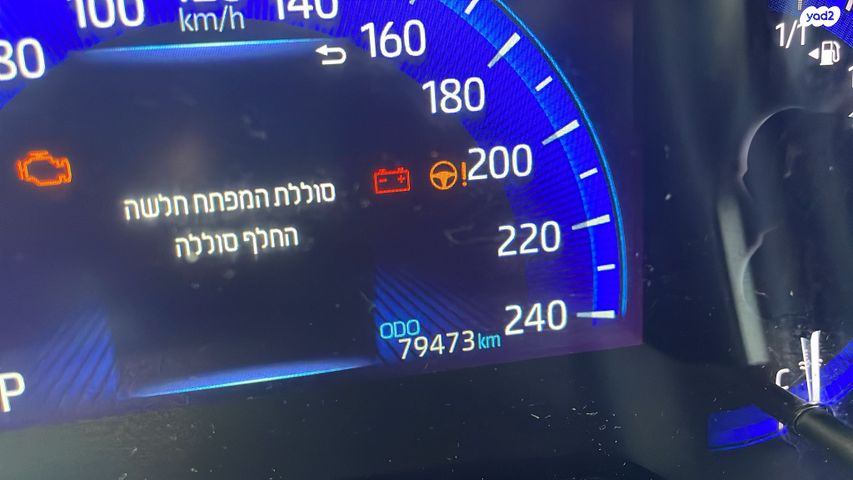 100 120 140
km/h
80
160
180
200
220
240
סוללת המפתח חלשה
החלף סוללה
ODO
79473 km
P
yad2
1/1